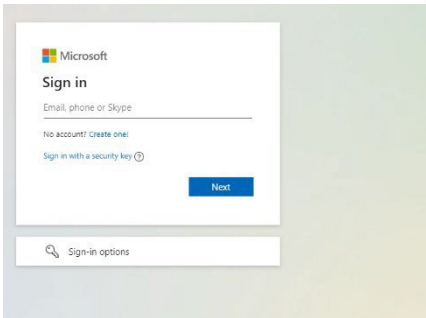 Microsoft
Sign in
Email, phone or Skype
No account? Create one!
Sign in with a security key
Next
Sign-in options